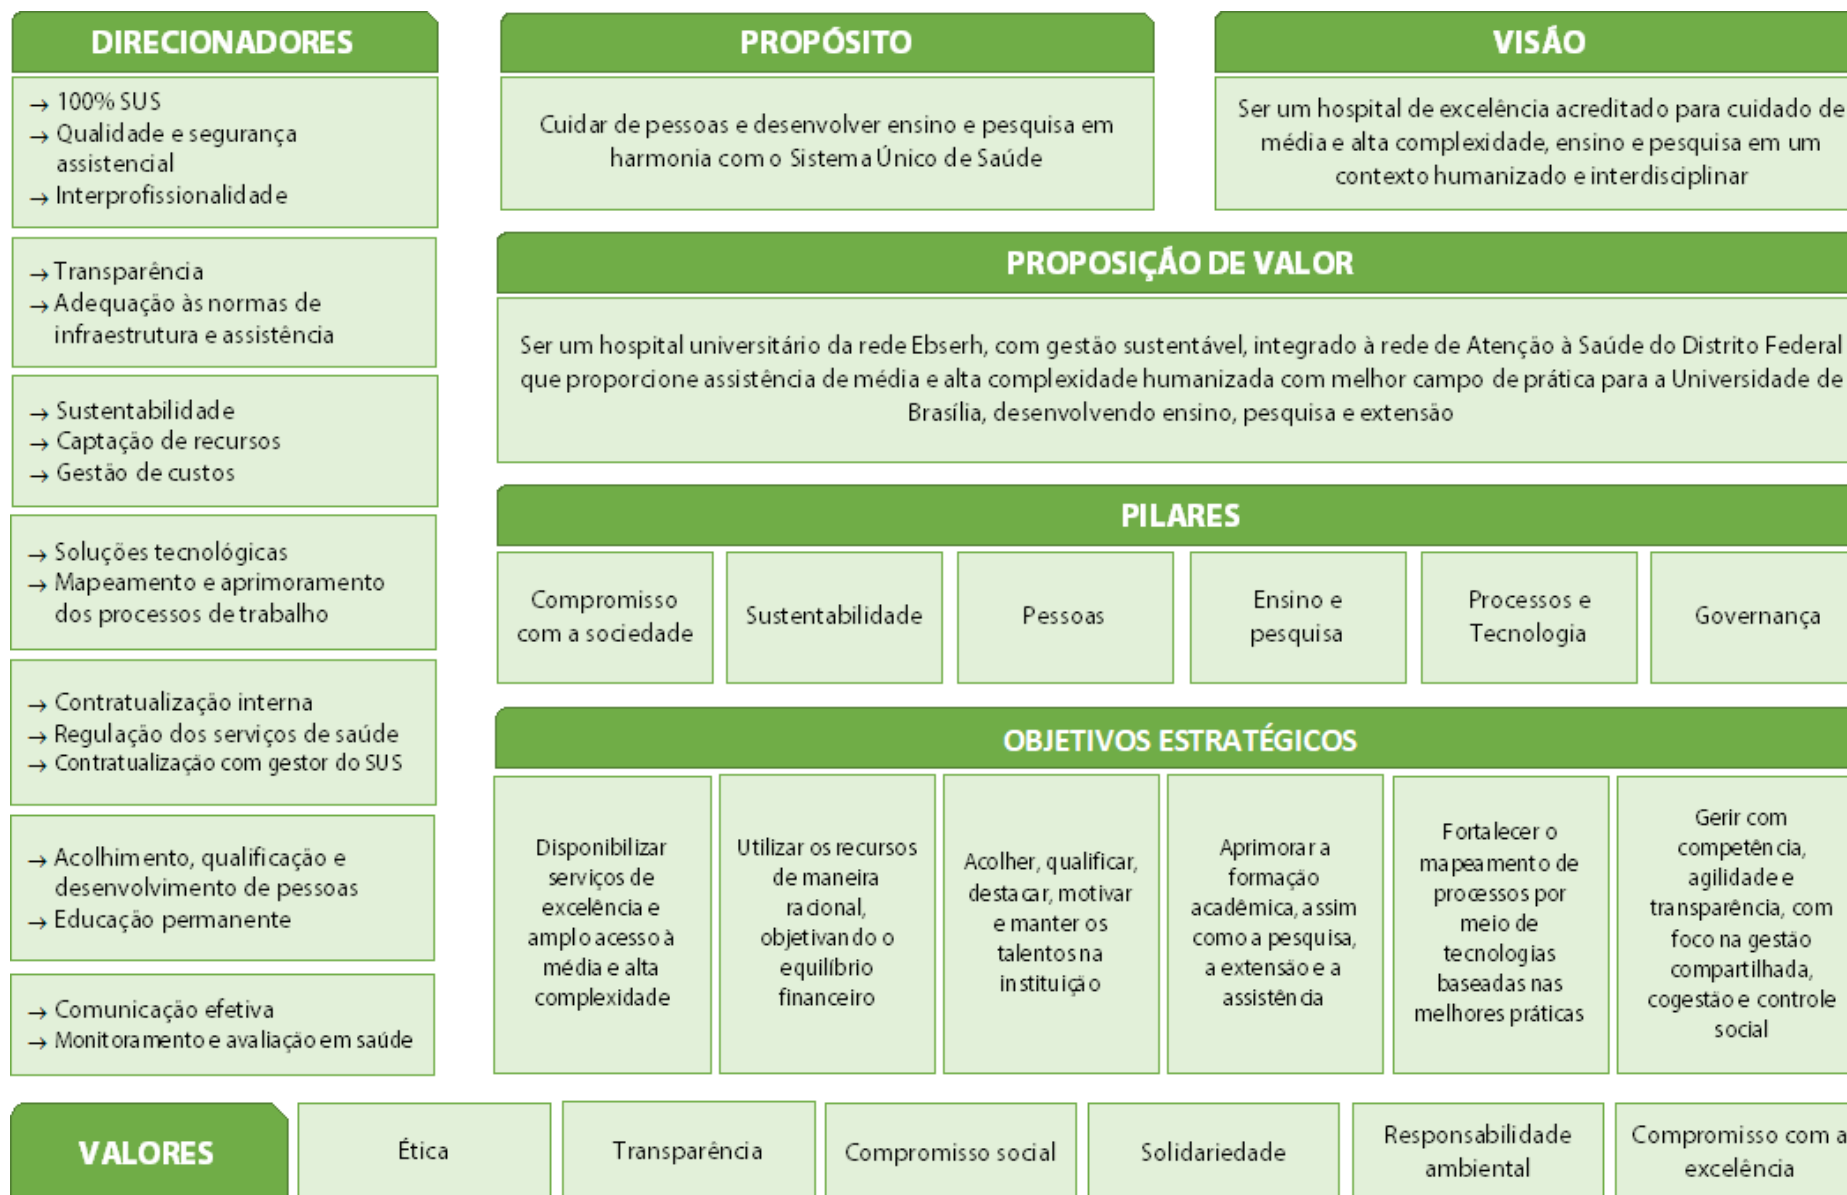 DIRECIONADORES
→ 100% SUS
→ Qualidade e segurança
assistencial
→ Interprofissionalidade
→ Transparência
→ Adequação às normas de
infraestrutura e assistência
→ Sustentabilidade
→ Captação de recursos
→ Gestão de custos
→ Soluções tecnológicas
→ Mapeamento e aprimoramento
dos processos de trabalho
→ Contratualização interna
→ Regulação dos serviços de saúde
→ Contratualização com gestor do SUS
→ Acolhimento, qualificação e
desenvolvimento de pessoas
→ Educação permanente
→ Comunicação efetiva
→ Monitoramento e avaliação em saúde
PROPÓSITO
Cuidar de pessoas e desenvolver ensino e pesquisa em
harmonia com o Sistema Único de Saúde
VISÃO
Ser um hospital de excelência acreditado para cuidado de
média e alta complexidade, ensino e pesquisa em um
contexto humanizado e interdisciplinar
PROPOSIÇÃO DE VALOR
Ser um hospital universitário da rede Ebserh, com gestão sustentável, integrado à rede de Atenção à Saúde do Distrito Federal
que proporcione assistência de média e alta complexidade humanizada com melhor campo de prática para a Universidade de
Brasília, desenvolvendo ensino, pesquisa e extensão
PILARES
Compromisso
com a sociedade
Sustentabilidade
Pessoas
Ensino e
pesquisa
Processos e
Tecnologia
Governança
OBJETIVOS ESTRATÉGICOS
Disponibilizar
serviços de
excelência e
amplo acesso à
média e alta
complexidade
Utilizar os recursos
de maneira
racional,
objetivando o
equilíbrio
financeiro
Acolher, qualificar,
destacar, motivar
e manter os
talentos na
instituição
Aprimorar a
formação
acadêmica, assim
como a pesquisa,
a extensão e a
assistência
Fortalecer o
mapeamento de
processos por
meio de
tecnologias
baseadas nas
melhores práticas
Gerir com
competência,
agilidade e
transparência, com
foco na gestão
compartilhada,
cogestão e controle
social
VALORES
Ética
Transparência
Compromisso social
Solidariedade
Responsabilidade
ambiental
Compromisso com a
excelência